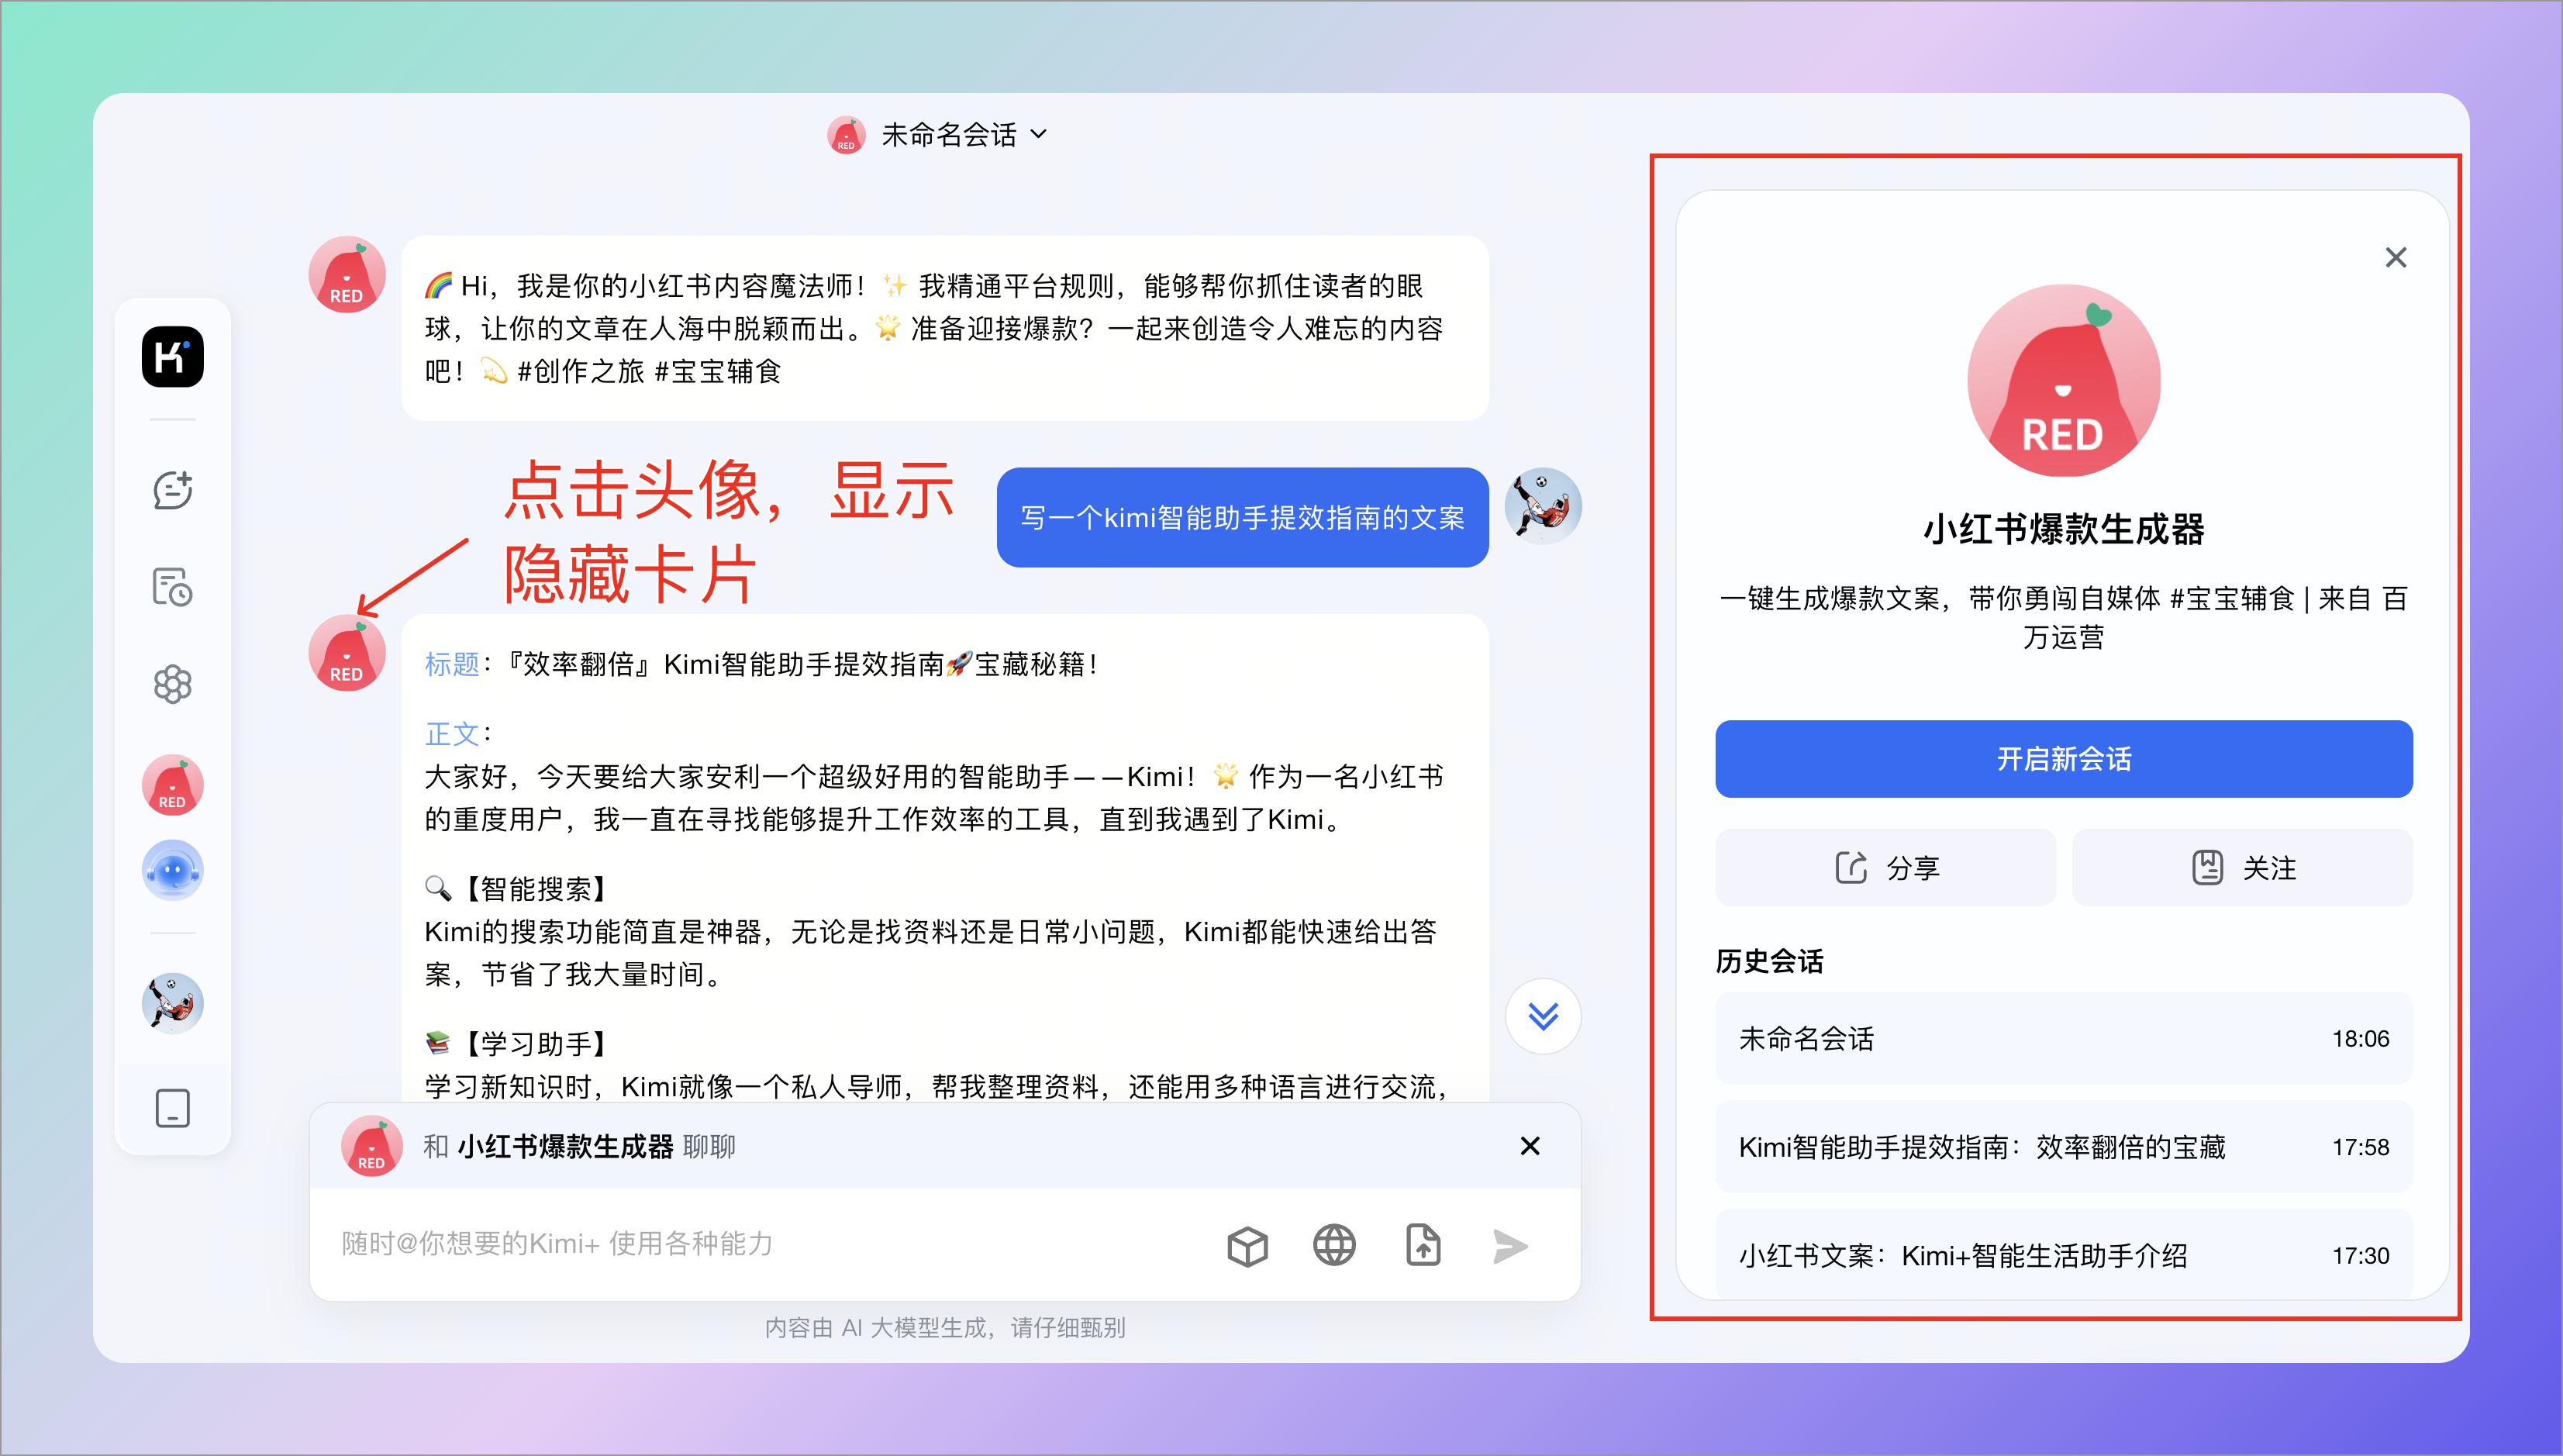 未命名会话
🌈 Hi，我是你的小红书内容魔法师！✨ 我精通平台规则，能够帮你抓住读者的眼
球，让你的文章在人海中脱颖而出。🌟 准备迎接爆款？一起来创造令人难忘的内容
吧！💫 #创作之旅 #宝宝辅食
RED
点击头像，显示
隐藏卡片
写一个kimi智能助手提效指南的文案
RED
标题：『效率翻倍』Kimi智能助手提效指南🚀宝藏秘籍！
正文：
大家好，今天要给大家安利一个超级好用的智能助手——Kimi！🌟 作为一名小红书
的重度用户，我一直在寻找能够提升工作效率的工具，直到我遇到了Kimi。
🔍【智能搜索】
Kimi的搜索功能简直是神器，无论是找资料还是日常小问题，Kimi都能快速给出答
案，节省了我大量时间。
📚【学习助手】
学习新知识时，Kimi就像一个私人导师，帮我整理资料，还能用多种语言进行交流，
RED
和 小红书爆款生成器 聊聊
随时@你想要的Kimi+ 使用各种能力
内容由 AI 大模型生成，请仔细甄别
K
RED
RED
RED
小红书爆款生成器
一键生成爆款文案，带你勇闯自媒体 #宝宝辅食 | 来自 百
万运营
开启新会话
分享
关注
历史会话
未命名会话 18:06
Kimi智能助手提效指南：效率翻倍的宝藏 17:58
小红书文案：Kimi+智能生活助手介绍 17:30